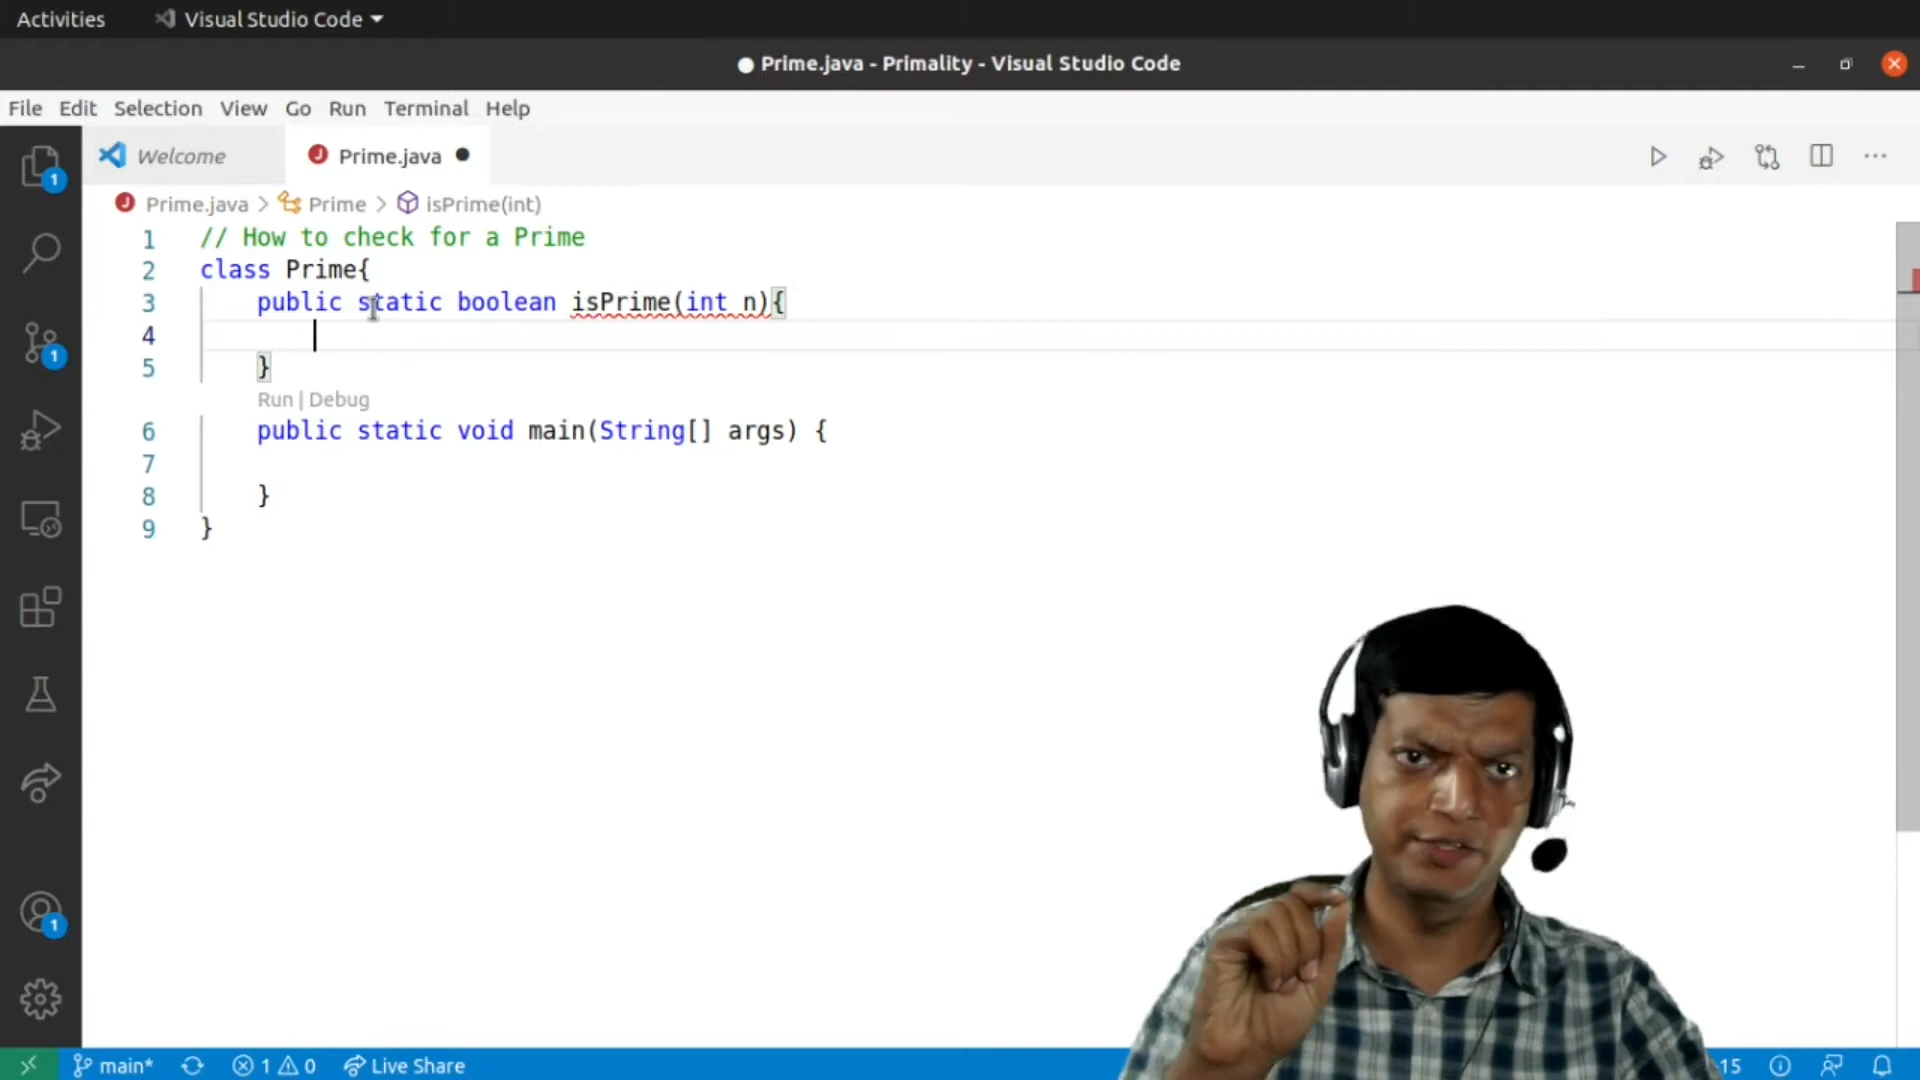 Activities Visual Studio Code
● Prime.java - Primality - Visual Studio Code
File Edit Selection View Go Run Terminal Help
Welcome J Prime.java ●
J Prime.java > Prime > isPrime(int)
1 // How to check for a Prime
2 class Prime{
3 public static boolean isPrime(int n){
4
5 }
Run | Debug
6 public static void main(String[] args) {
7
8 }
9 }
1
1
1
main* 1 0 Live Share
15